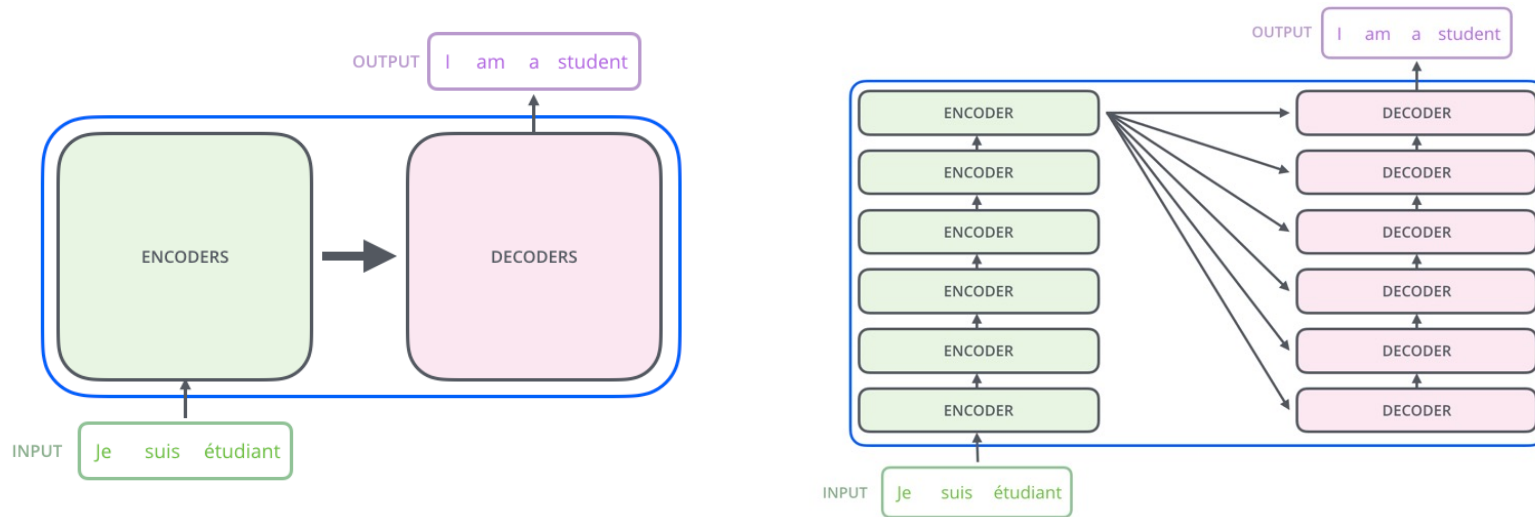 OUTPUT I am a student
ENCODERS DECODERS
INPUT Je suis étudiant
OUTPUT I am a student
ENCODER DECODER
ENCODER DECODER
ENCODER DECODER
ENCODER DECODER
ENCODER DECODER
ENCODER DECODER
INPUT Je suis étudiant